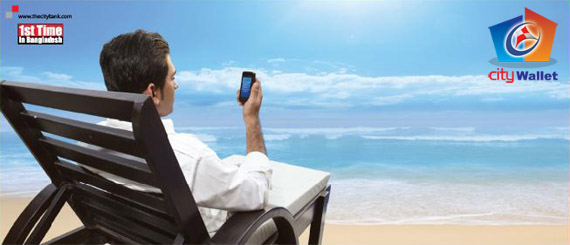 www.thecitybank.com
1st Time
in Bangladesh
city Wallet